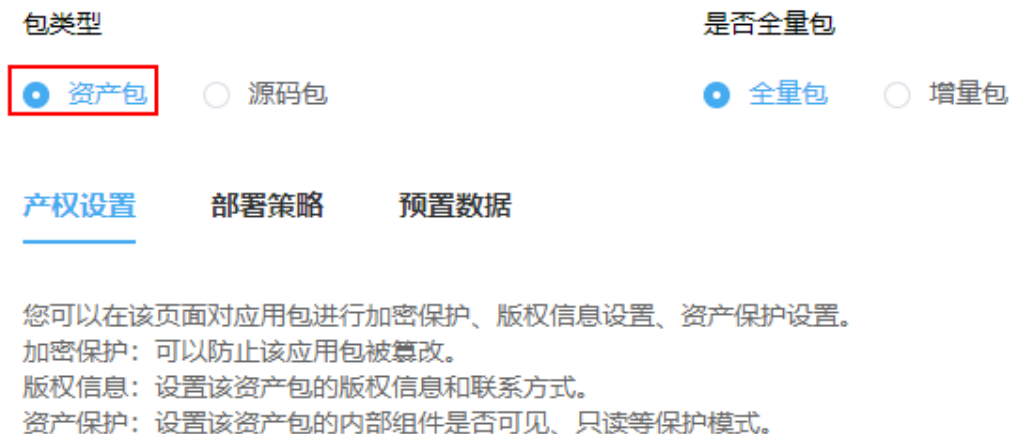 包类型 是否全量包
资产包 源码包 全量包 增量包
产权设置 部署策略 预置数据
您可以在该页面对应用包进行加密保护、版权信息设置、资产保护设置。
加密保护：可以防止该应用包被篡改。
版权信息：设置该资产包的版权信息和联系方式。
资产保护：设置该资产包的内部组件是否可见、只读等保护模式。